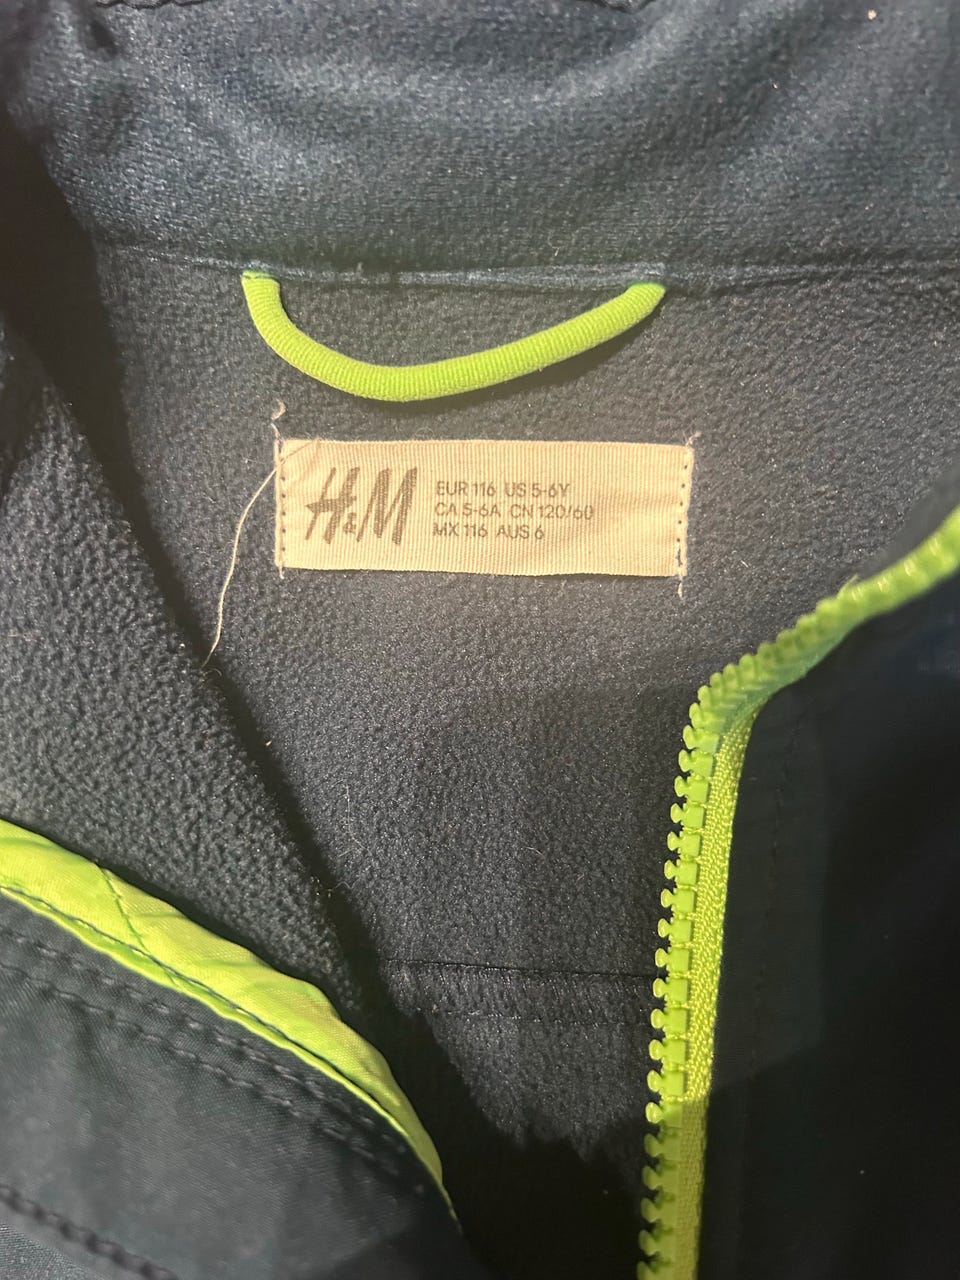 H&M
EUR 116 US 5-6Y
CA 5-6A CN 120/60
MX 116 AUS 6